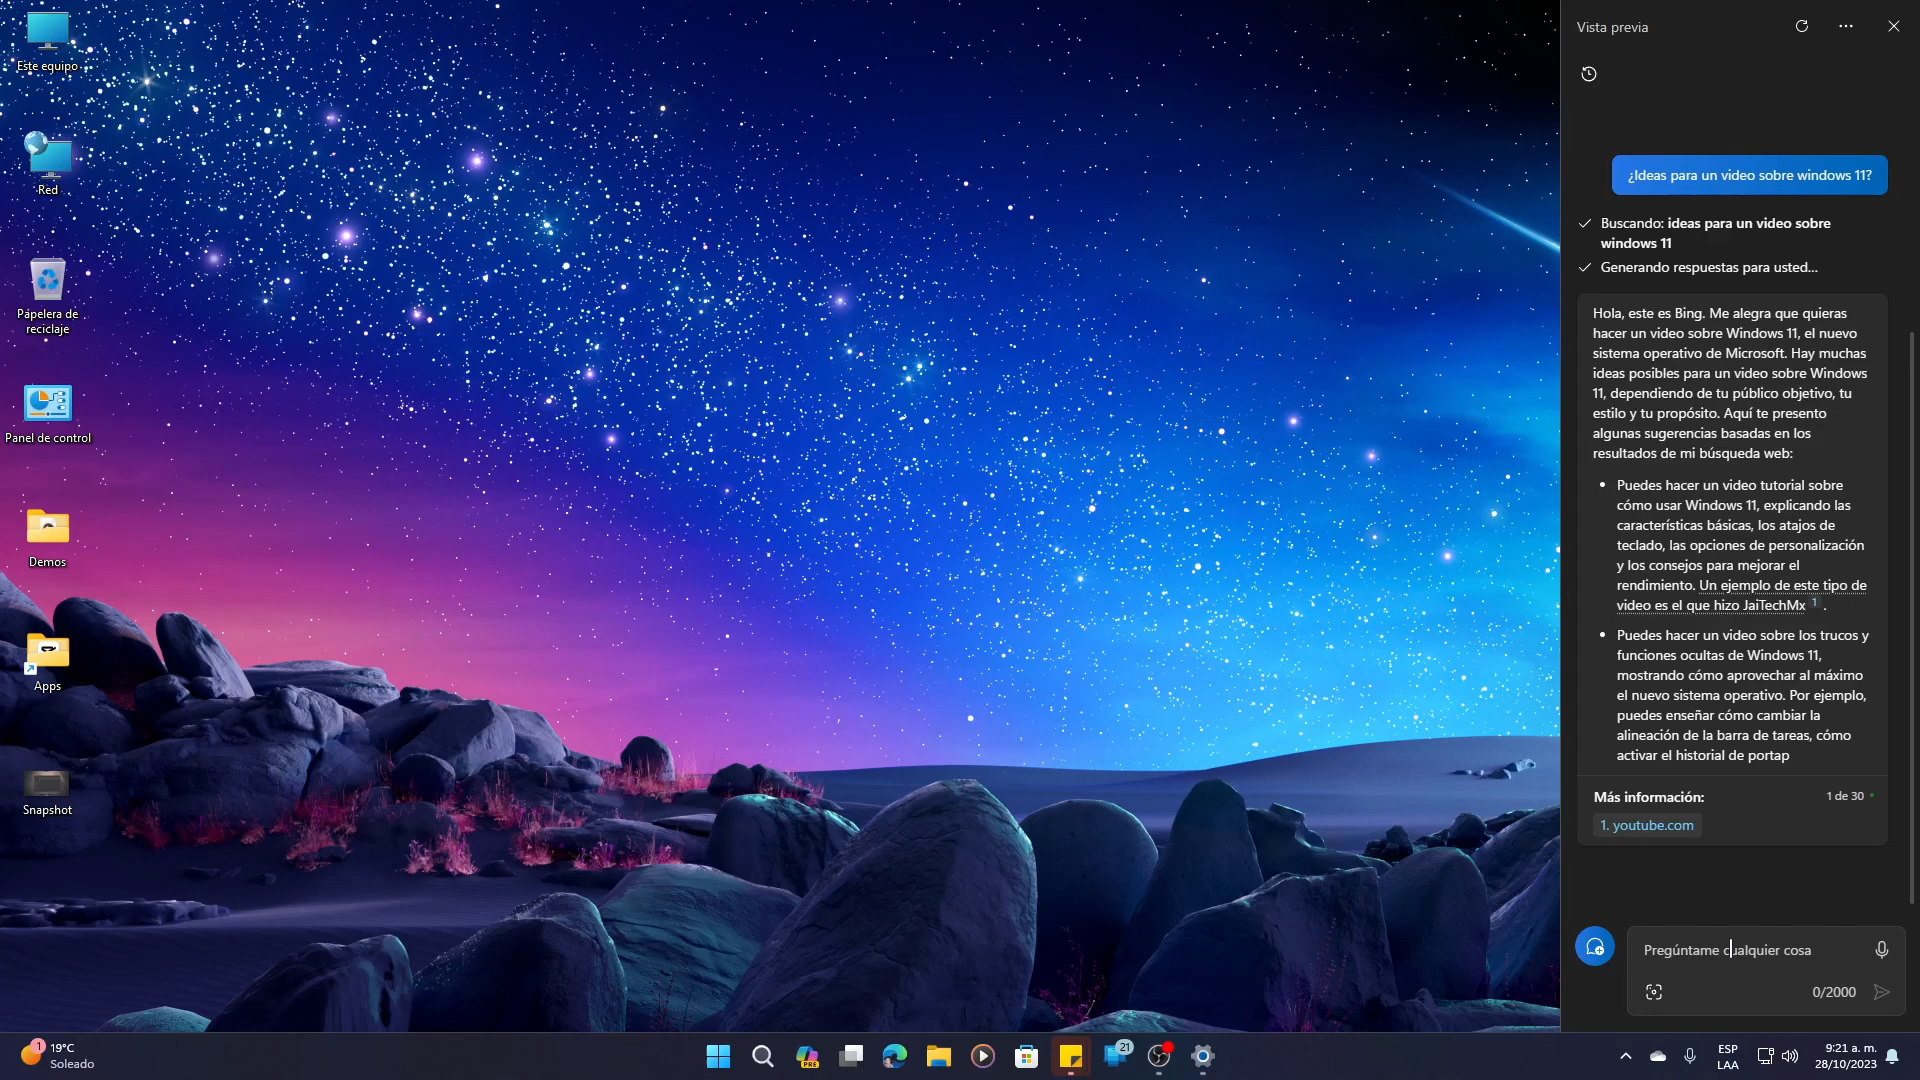 Este equipo
Red
Papelera de
reciclaje
Panel de control
Demos
Apps
Snapshot
Vista previa
¿Ideas para un video sobre windows 11?
Buscando: ideas para un video sobre
windows 11
Generando respuestas para usted...
Hola, este es Bing. Me alegra que quieras
hacer un video sobre Windows 11, el nuevo
sistema operativo de Microsoft. Hay muchas
ideas posibles para un video sobre Windows
11, dependiendo de tu público objetivo, tu
estilo y tu propósito. Aquí te presento
algunas sugerencias basadas en los
resultados de mi búsqueda web:
• Puedes hacer un video tutorial sobre
cómo usar Windows 11, explicando las
características básicas, los atajos de
teclado, las opciones de personalización
y los consejos para mejorar el
rendimiento. Un ejemplo de este tipo de
video es el que hizo JaiTechMx 1 .
• Puedes hacer un video sobre los trucos y
funciones ocultas de Windows 11,
mostrando cómo aprovechar al máximo
el nuevo sistema operativo. Por ejemplo,
puedes enseñar cómo cambiar la
alineación de la barra de tareas, cómo
activar el historial de portap
Más información: 1 de 30
1. youtube.com
Pregúntame cualquier cosa
0/2000
1
19°C
Soleado
PRE
21
ESP
LAA
9:21 a. m.
28/10/2023